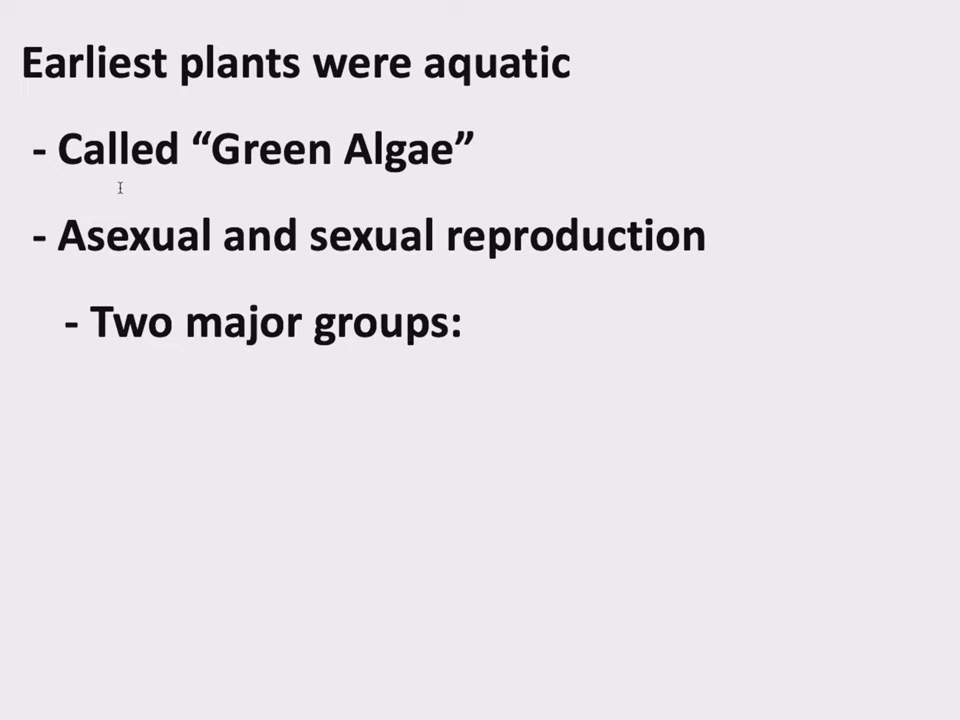 Earliest plants were aquatic
- Called “Green Algae”
- Asexual and sexual reproduction
- Two major groups: